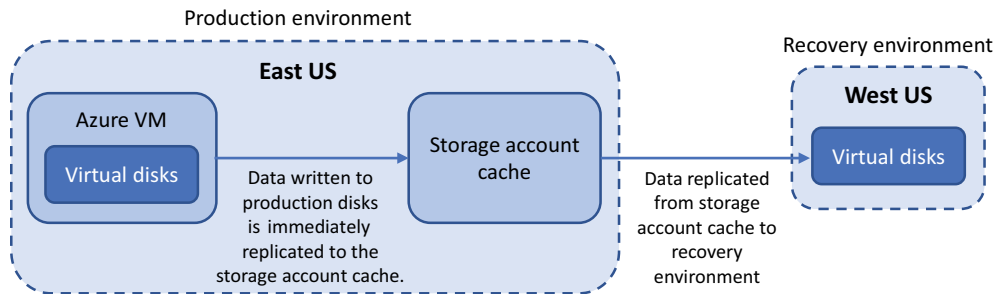 Production environment
East US
Azure VM
Virtual disks
Data written to
production disks
is immediately
replicated to the
storage account cache.
Storage account
cache
Data replicated
from storage
account cache to
recovery
environment
Recovery environment
West US
Virtual disks